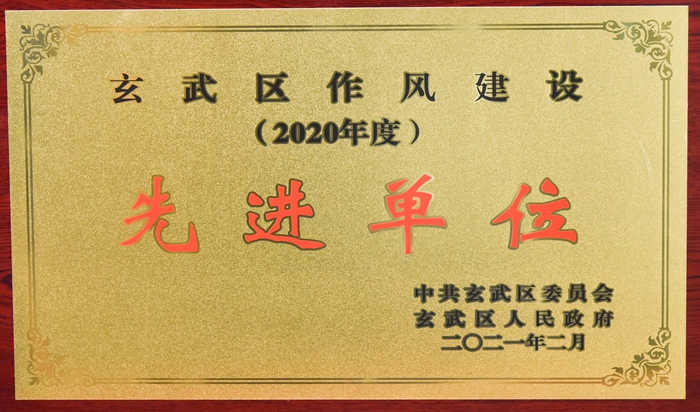 玄武区作风建设
（2020年度）
先进单位
中共玄武区委员会
玄武区人民政府
二〇二一年二月